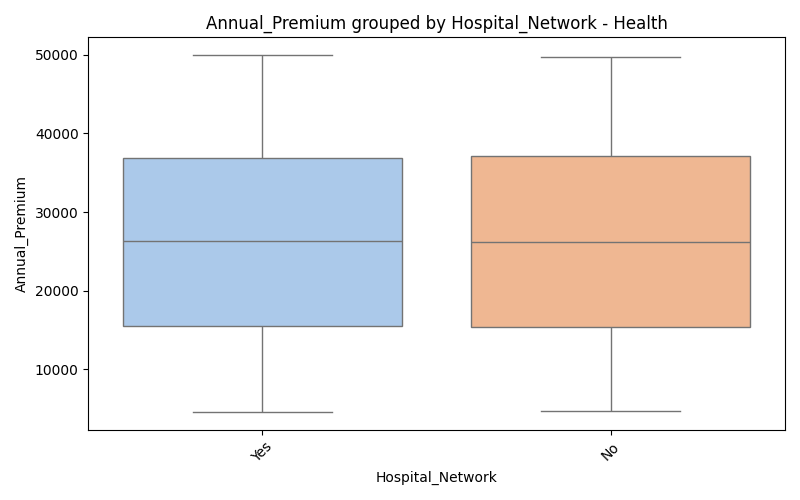 Annual_Premium grouped by Hospital_Network - Health
Annual_Premium
50000
40000
30000
20000
10000
Yes
No
Hospital_Network